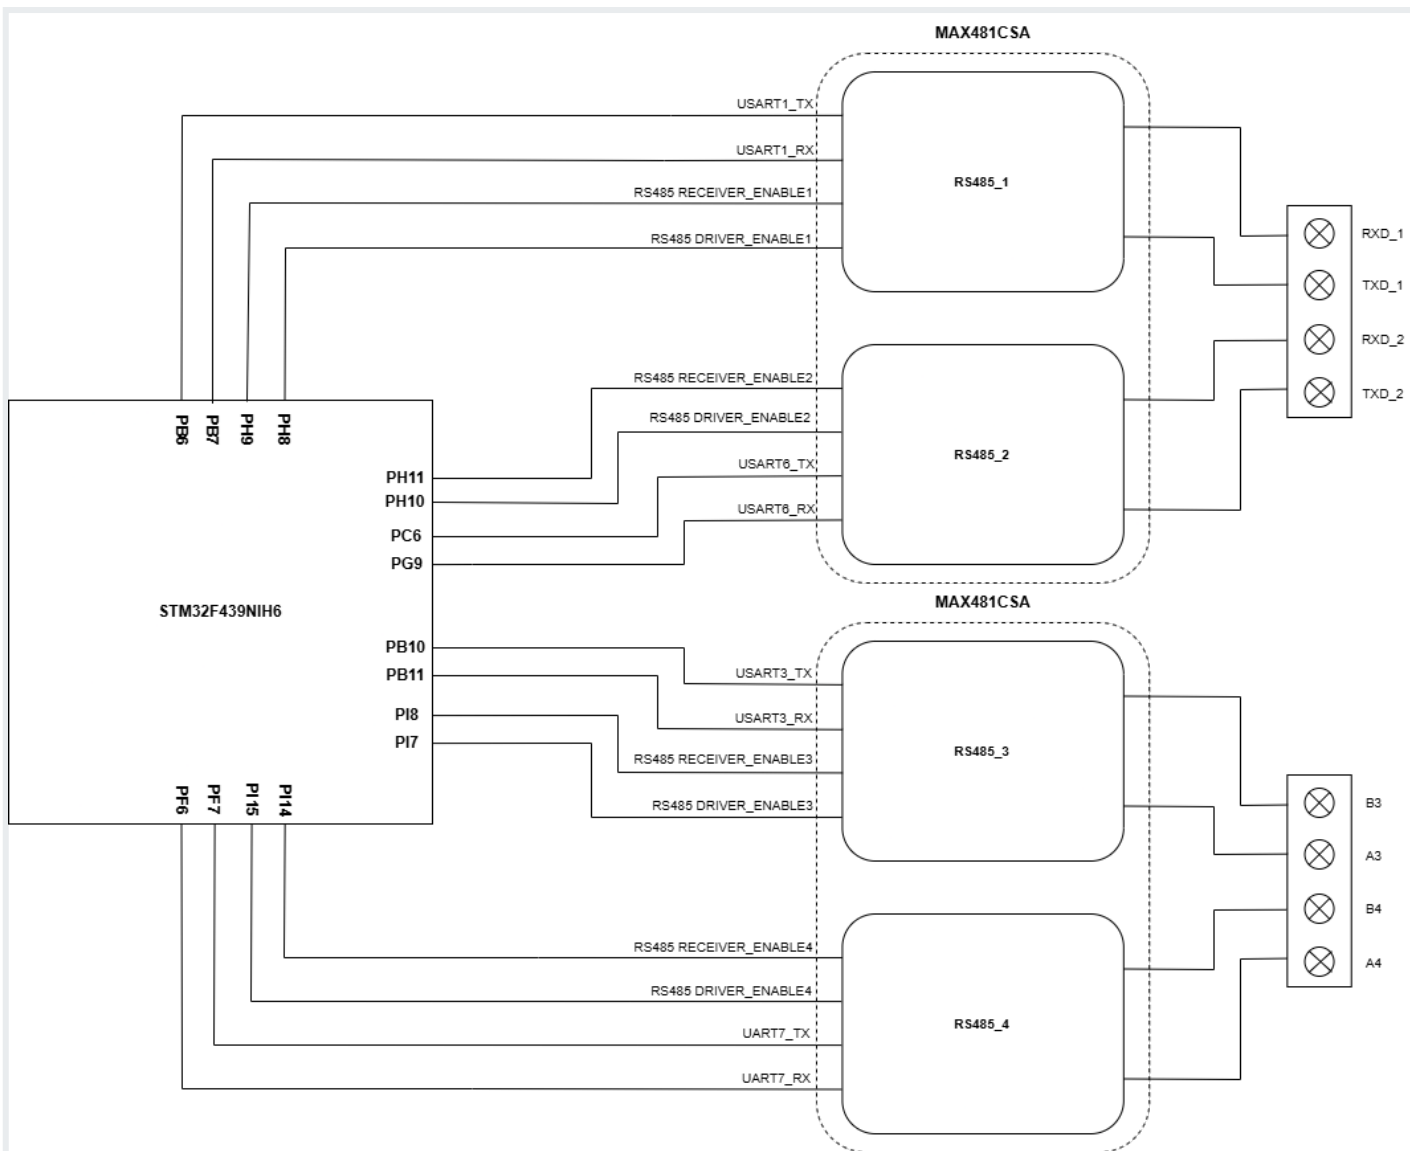 MAX481CSA
USART1_TX
USART1_RX
RS485 RECEIVER_ENABLE1
RS485 DRIVER_ENABLE1
RS485_1
RXD_1
TXD_1
RXD_2
TXD_2
RS485 RECEIVER_ENABLE2
RS485 DRIVER_ENABLE2
USART6_TX
USART6_RX
RS485_2
PB6
PB7
PH9
PH8
PH11
PH10
PC6
PG9
STM32F439NIH6
PB10
PB11
PI8
PI7
PF6
PF7
PI15
PI14
MAX481CSA
USART3_TX
USART3_RX
RS485 RECEIVER_ENABLE3
RS485 DRIVER_ENABLE3
RS485_3
B3
A3
B4
A4
RS485 RECEIVER_ENABLE4
RS485 DRIVER_ENABLE4
UART7_TX
UART7_RX
RS485_4